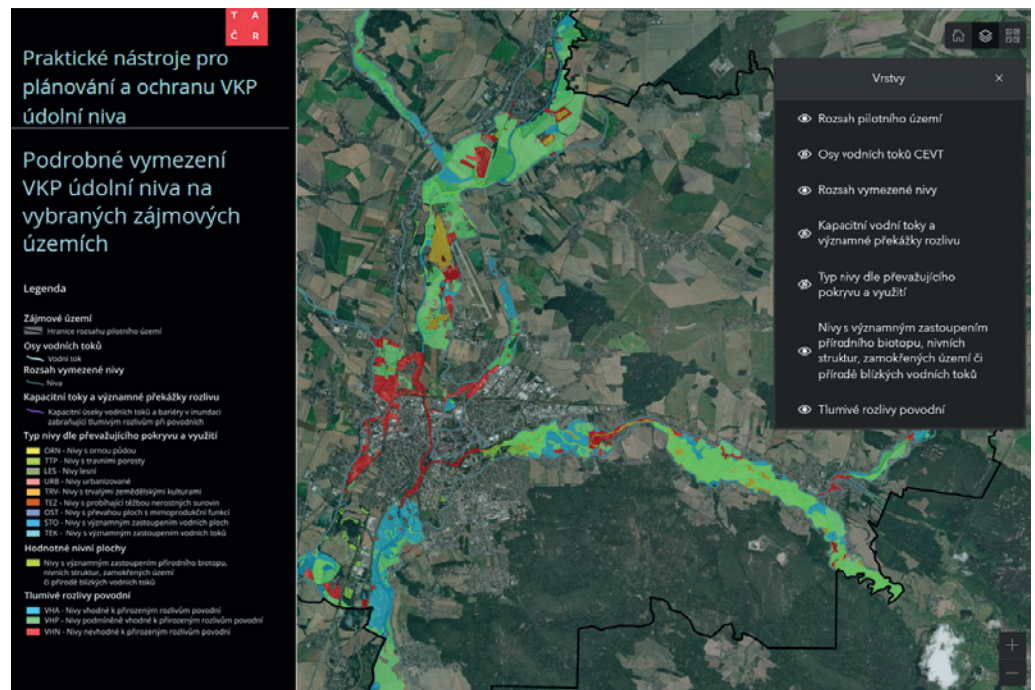 T A
Č R
Praktické nástroje pro
plánování a ochranu VKP
údolní niva
Podrobné vymezení
VKP údolní niva na
vybraných zájmových
územích
Legenda
Zájmové území
Hranice rozsahu pilotního území
Osy vodních toků
Vodní tok
Rozsah vymezené nivy
Niva
Kapacitní toky a významné překážky rozlivu
Kapacitní úseky vodních toků a bariéry v inundaci
zabraňující tlumivým rozlivům při povodních
Typ nivy dle převažujícího pokryvu a využití
ORN - Nivy s ornou půdou
TTP - Nivy s travními porosty
LES - Nivy lesní
URB - Nivy urbanizované
TRV- Nivy s trvalými zemědělskými kulturami
TEZ - Nivy s probíhající těžbou nerostných surovin
OST - Nivy s převahou ploch s mimoprodukční funkcí
STO - Nivy s významným zastoupením vodních ploch
TEK - Nivy s významným zastoupením vodních toků
Hodnotné nivní plochy
Nivy s významným zastoupením přírodního biotopu,
nivních struktur, zamokřených území
či přírodě blízkých vodních toků
Tlumivé rozlivy povodní
VHA - Nivy vhodné k přirozeným rozlivům povodní
VHP - Nivy podmíněně vhodné k přirozeným rozlivům povodní
VHN - Nivy nevhodné k přirozeným rozlivům povodní
Vrstvy ×
Rozsah pilotního území
Osy vodních toků CEVT
Rozsah vymezené nivy
Kapacitní vodní toky a
významné překážky rozlivu
Typ nivy dle převažujícího
pokryvu a využití
Nivy s významným zastoupením
přírodního biotopu, nivních
struktur, zamokřených území či
přírodě blízkých vodních toků
Tlumivé rozlivy povodní